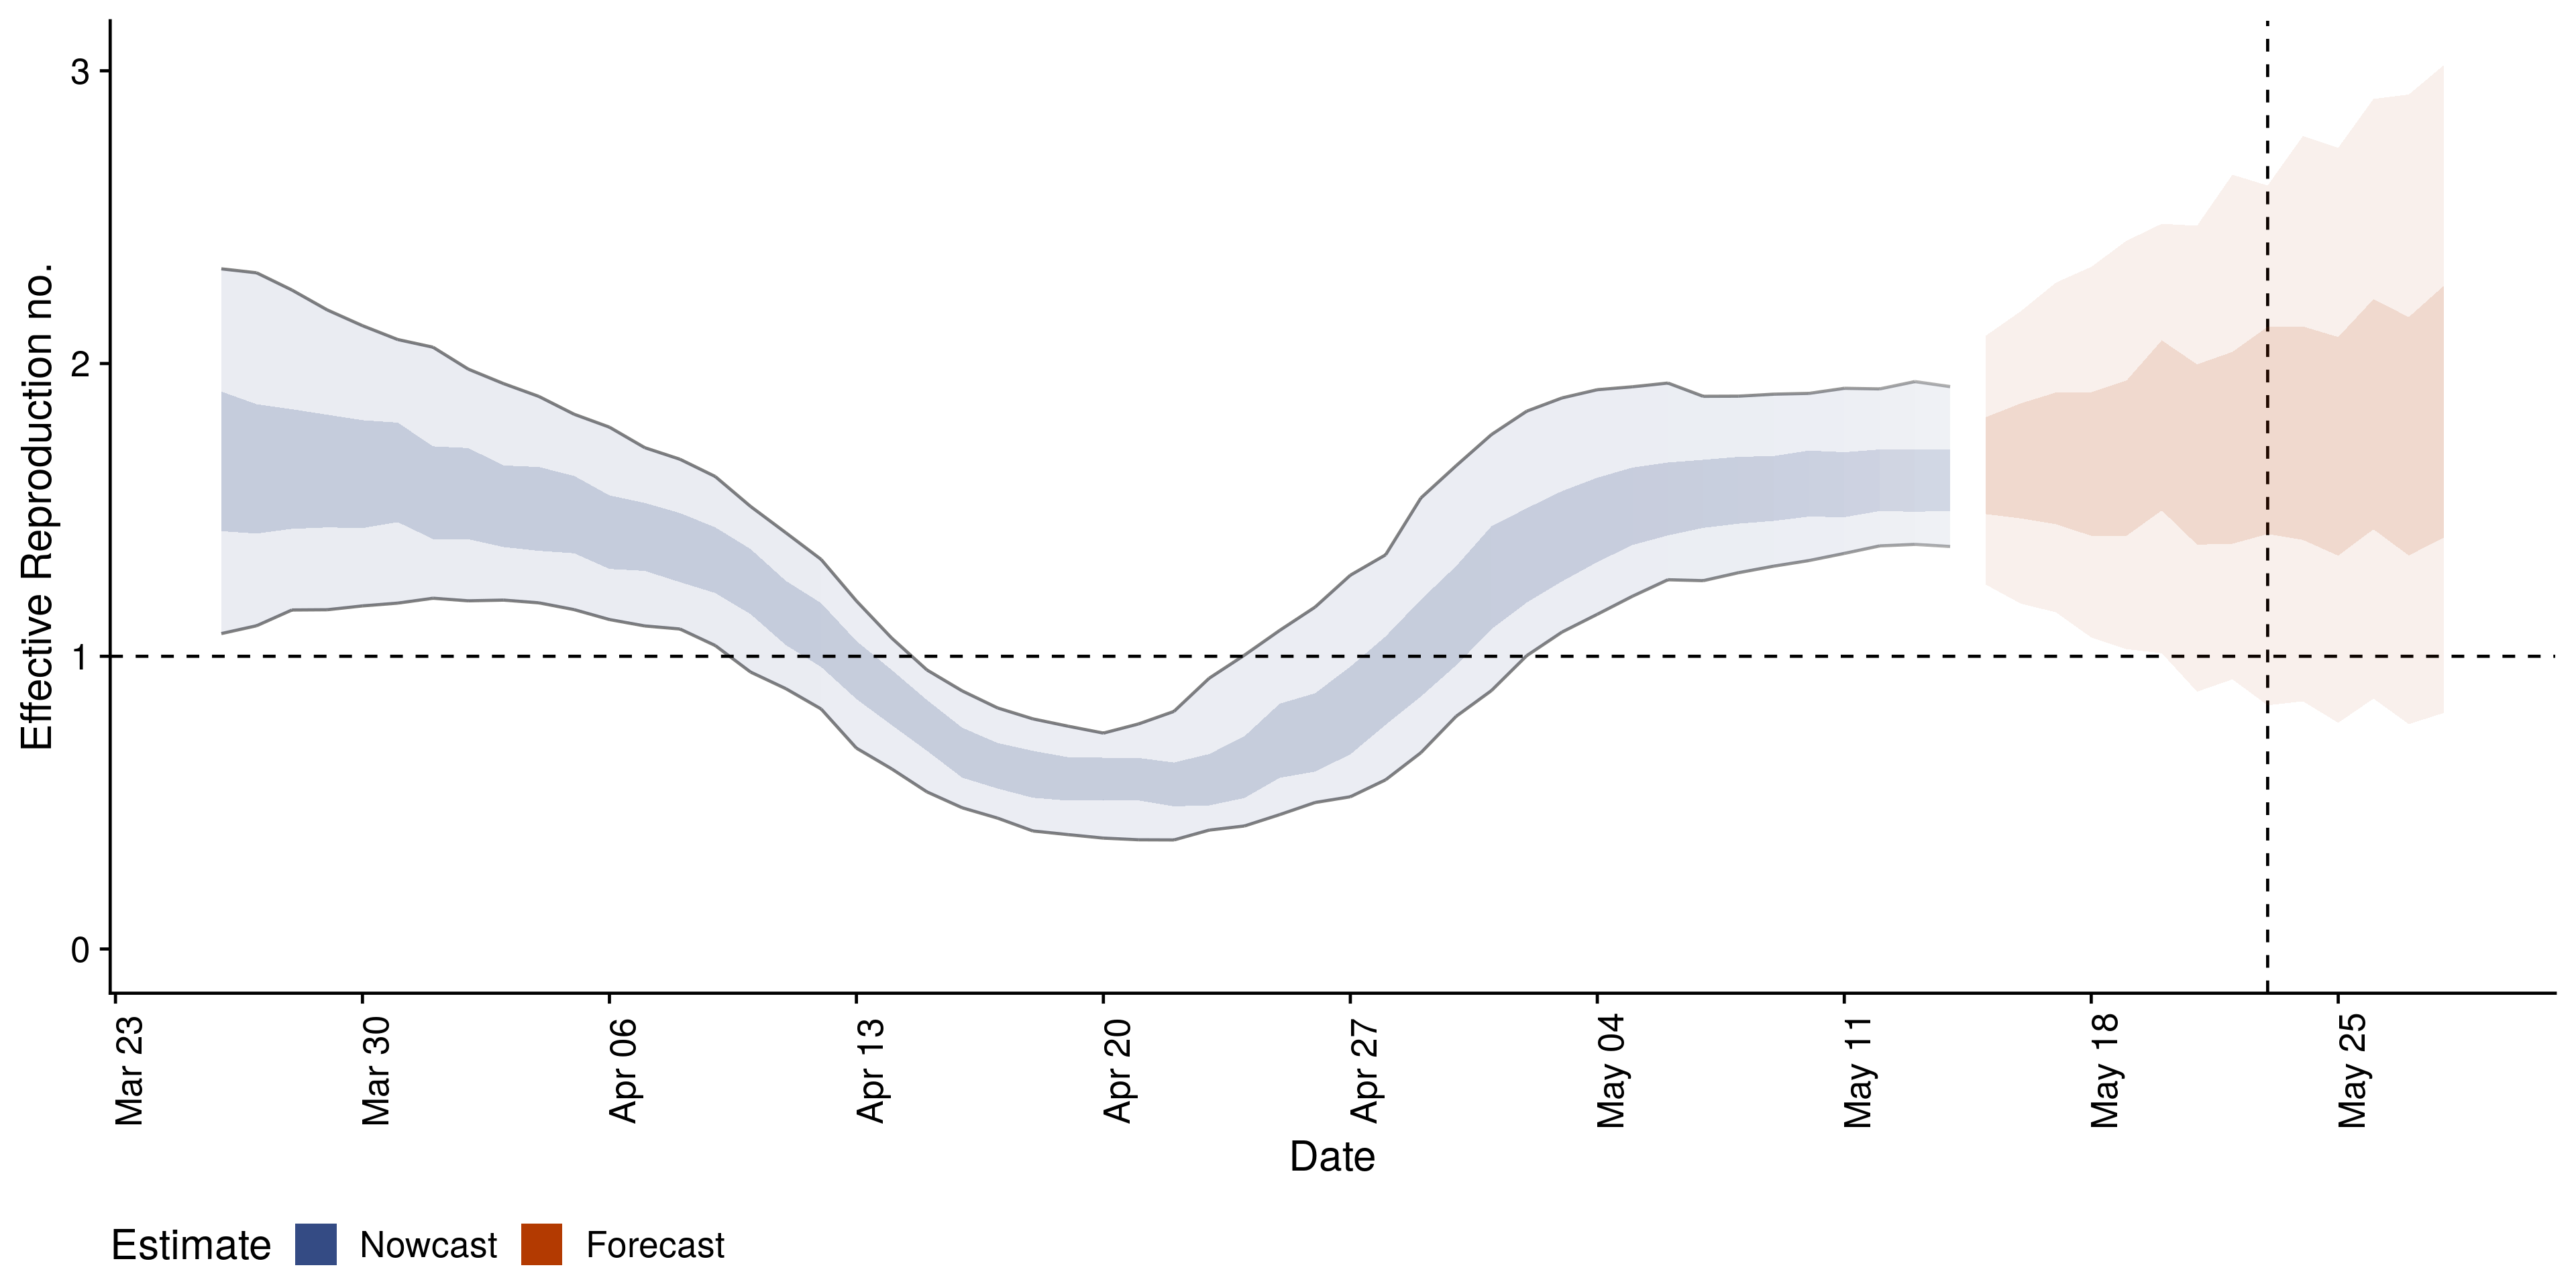 Effective Reproduction no.
3
2
1
0
Mar 23
Mar 30
Apr 06
Apr 13
Apr 20
Apr 27
May 04
May 11
May 18
May 25
Date
Estimate Nowcast Forecast